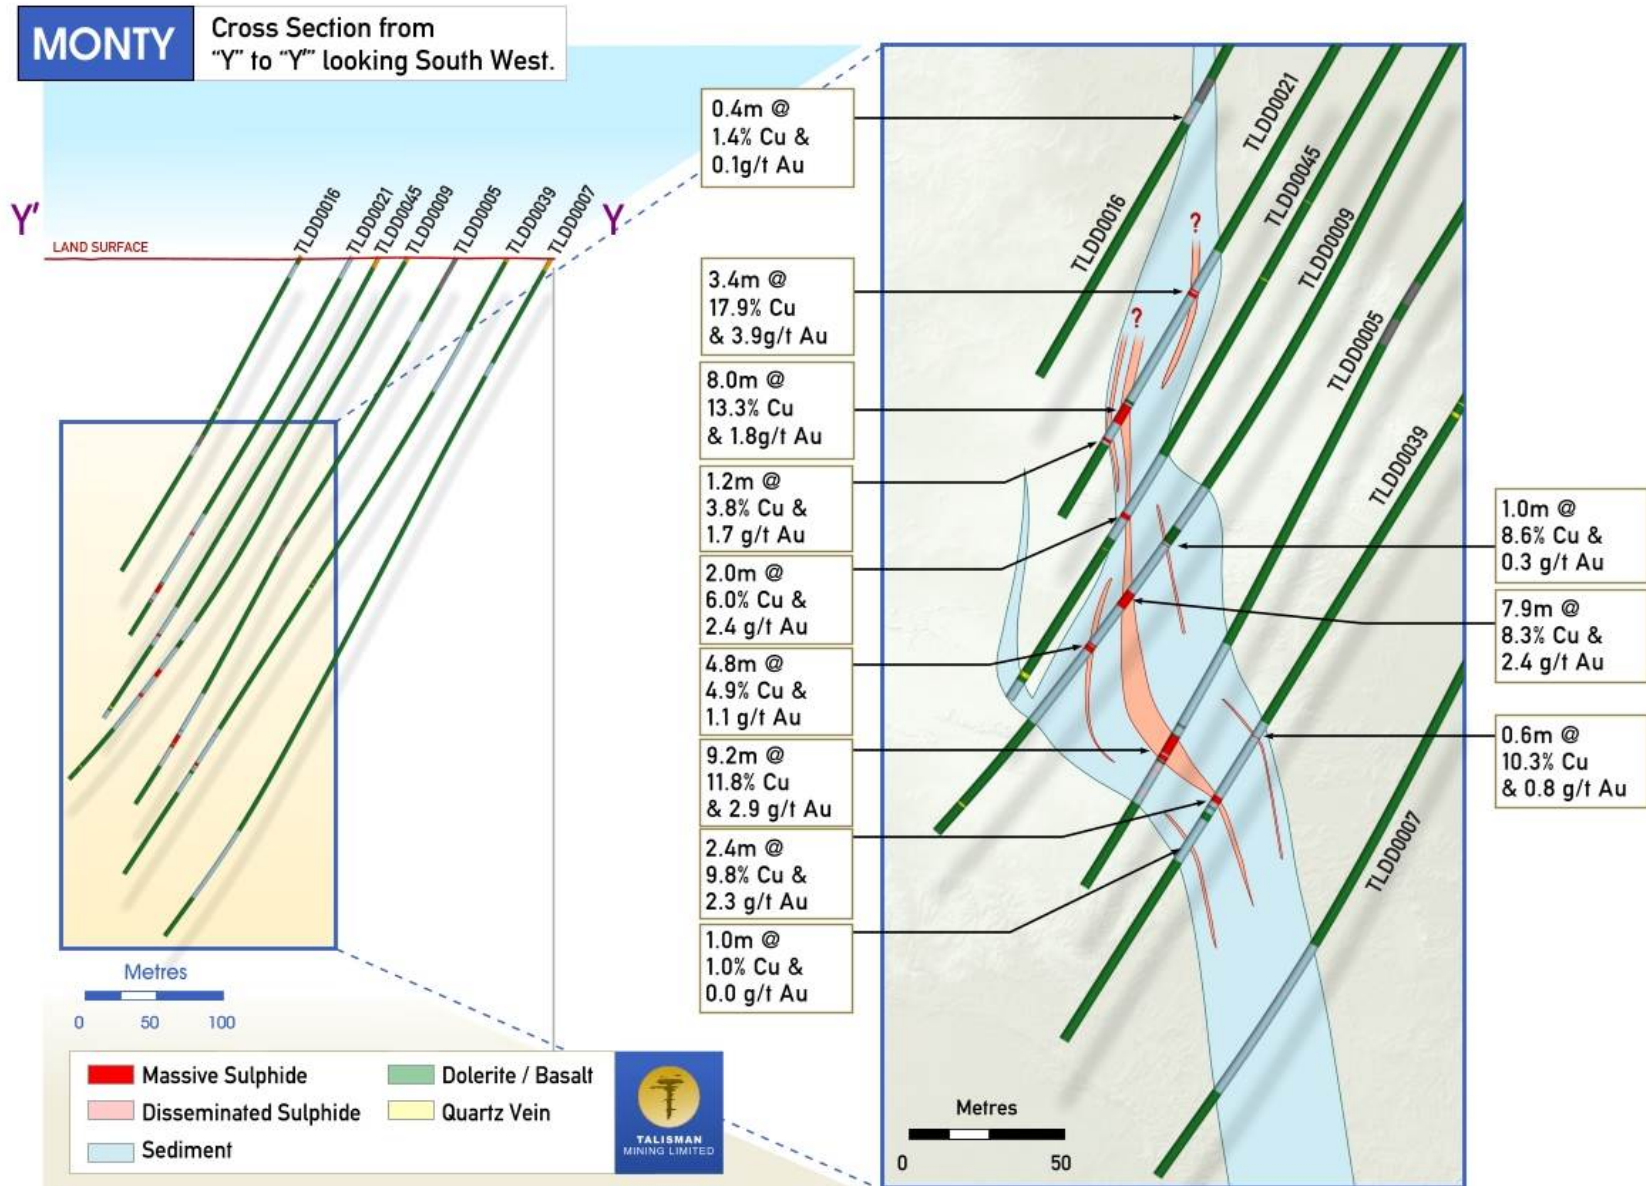 MONTY
Cross Section from
“Y” to “Y'” looking South West.
Y'
Y
LAND SURFACE
TLDD0016
TLDD0021
TLDD0045
TLDD0009
TLDD0005
TLDD0039
TLDD0007
Metres
0 50 100
Massive Sulphide
Disseminated Sulphide
Sediment
Dolerite / Basalt
Quartz Vein
TALISMAN
MINING LIMITED
0.4m @
1.4% Cu &
0.1g/t Au
3.4m @
17.9% Cu
& 3.9g/t Au
8.0m @
13.3% Cu
& 1.8g/t Au
1.2m @
3.8% Cu &
1.7 g/t Au
2.0m @
6.0% Cu &
2.4 g/t Au
4.8m @
4.9% Cu &
1.1 g/t Au
9.2m @
11.8% Cu
& 2.9 g/t Au
2.4m @
9.8% Cu &
2.3 g/t Au
1.0m @
1.0% Cu &
0.0 g/t Au
TLDD0016
TLDD0021
TLDD0045
TLDD0009
TLDD0005
TLDD0039
TLDD0007
?
?
Metres
0 50
1.0m @
8.6% Cu &
0.3 g/t Au
7.9m @
8.3% Cu &
2.4 g/t Au
0.6m @
10.3% Cu
& 0.8 g/t Au